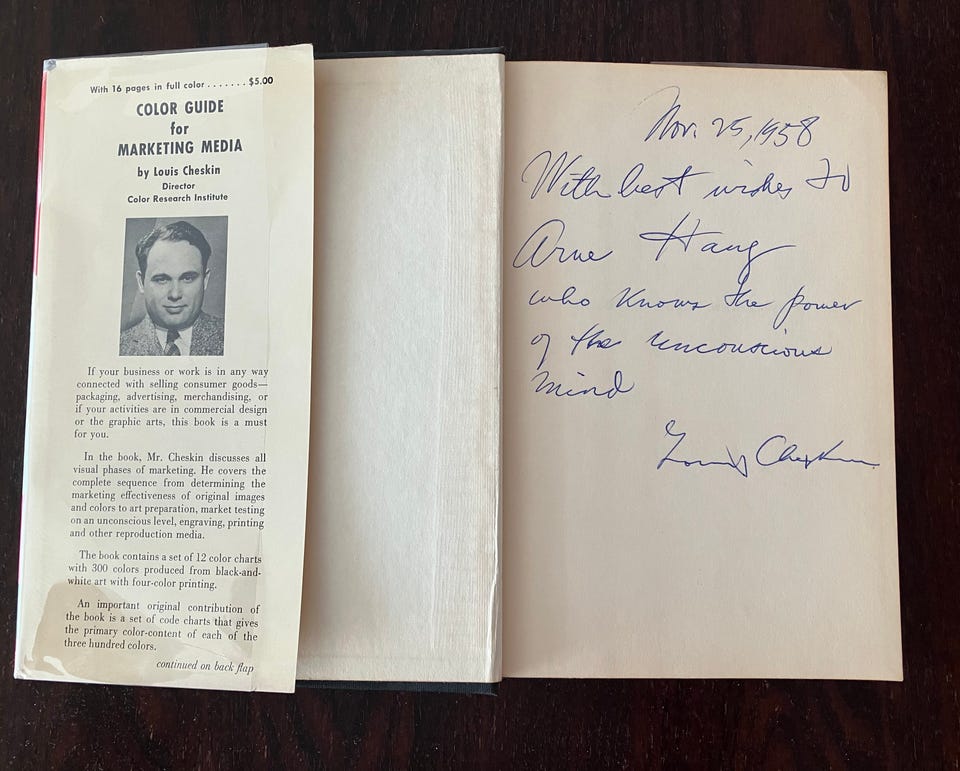 With 16 pages in full color . . . . . . . $5.00
COLOR GUIDE
for
MARKETING MEDIA
by Louis Cheskin
Director
Color Research Institute
If your business or work is in any way
connected with selling consumer goods—
packaging, advertising, merchandising, or
if your activities are in commercial design
or the graphic arts, this book is a must
for you.
In the book, Mr. Cheskin discusses all
visual phases of marketing. He covers the
complete sequence from determining the
marketing effectiveness of original images
and colors to art preparation, market testing
on an unconscious level, engraving, printing
and other reproduction media.
The book contains a set of 12 color charts
with 300 colors produced from black-and-
white art with four-color printing.
An important original contribution of
the book is a set of code charts that gives
the primary color-content of each of the
three hundred colors.
continued on back flap
Nov. 25, 1958
With best wishes to
Arne Haug
who knows the power
of the unconscious
mind
Louis Cheskin